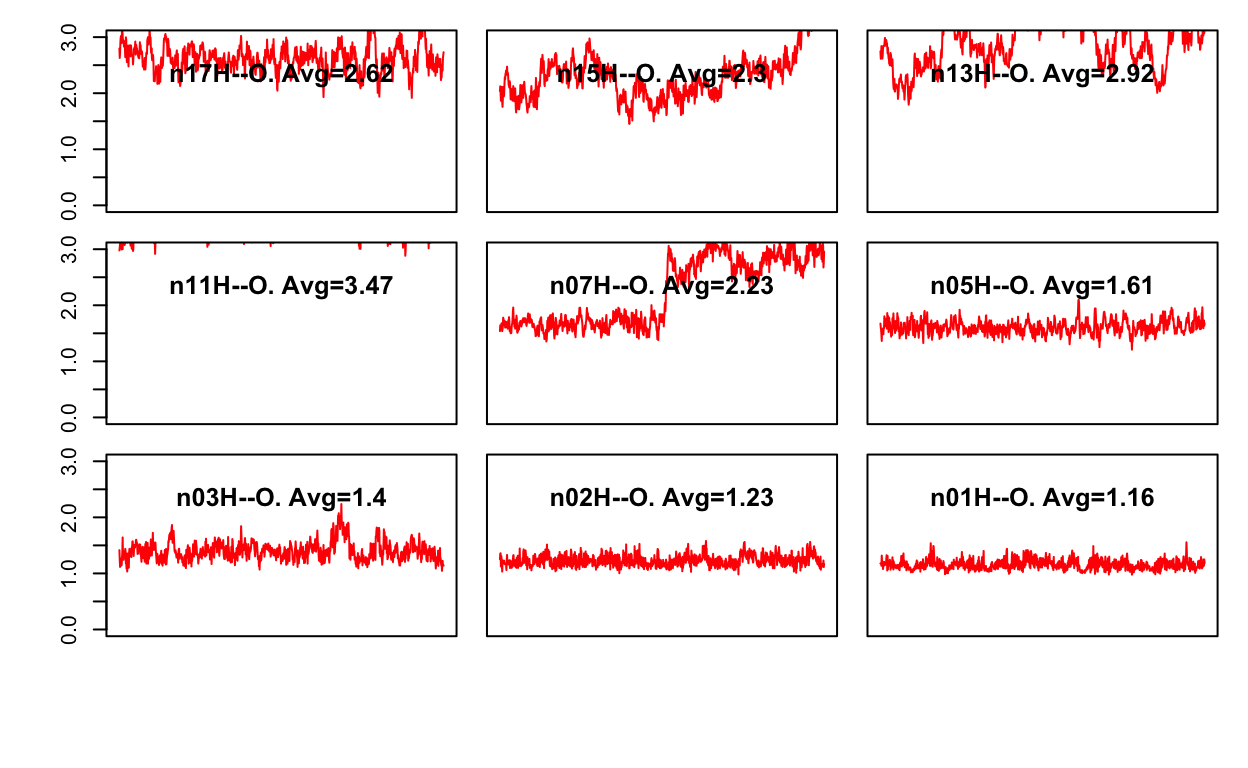 3.0
2.0
1.0
0.0
n17H--O. Avg=2.62
n15H--O. Avg=2.3
n13H--O. Avg=2.92
3.0
2.0
1.0
0.0
n11H--O. Avg=3.47
n07H--O. Avg=2.23
n05H--O. Avg=1.61
3.0
2.0
1.0
0.0
n03H--O. Avg=1.4
n02H--O. Avg=1.23
n01H--O. Avg=1.16